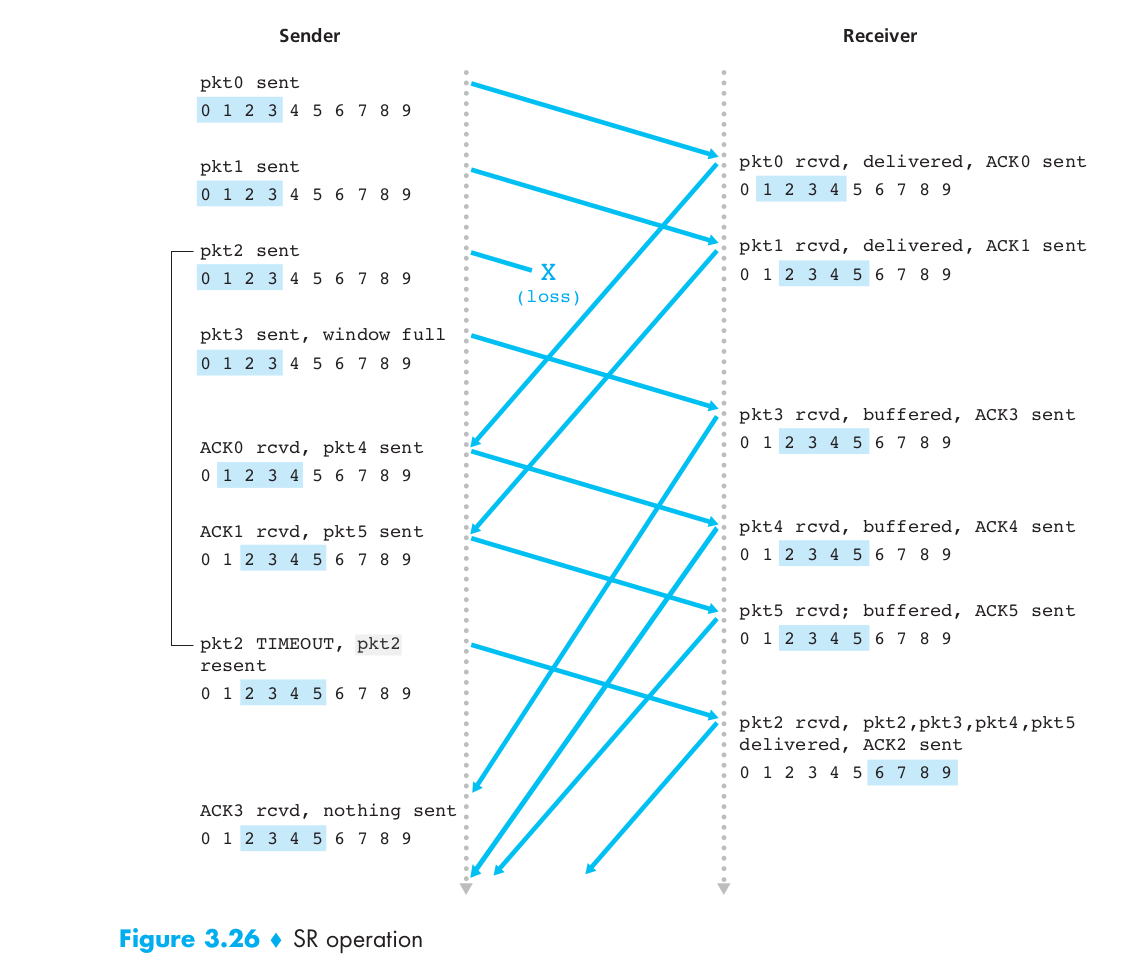 Sender
Receiver
pkt0 sent
0 1 2 3 4 5 6 7 8 9
pkt1 sent
0 1 2 3 4 5 6 7 8 9
pkt2 sent
0 1 2 3 4 5 6 7 8 9
pkt3 sent, window full
0 1 2 3 4 5 6 7 8 9
ACK0 rcvd, pkt4 sent
0 1 2 3 4 5 6 7 8 9
ACK1 rcvd, pkt5 sent
0 1 2 3 4 5 6 7 8 9
pkt2 TIMEOUT, pkt2
resent
0 1 2 3 4 5 6 7 8 9
ACK3 rcvd, nothing sent
0 1 2 3 4 5 6 7 8 9
X
(loss)
pkt0 rcvd, delivered, ACK0 sent
0 1 2 3 4 5 6 7 8 9
pkt1 rcvd, delivered, ACK1 sent
0 1 2 3 4 5 6 7 8 9
pkt3 rcvd, buffered, ACK3 sent
0 1 2 3 4 5 6 7 8 9
pkt4 rcvd, buffered, ACK4 sent
0 1 2 3 4 5 6 7 8 9
pkt5 rcvd; buffered, ACK5 sent
0 1 2 3 4 5 6 7 8 9
pkt2 rcvd, pkt2,pkt3,pkt4,pkt5
delivered, ACK2 sent
0 1 2 3 4 5 6 7 8 9
Figure 3.26 ♦ SR operation